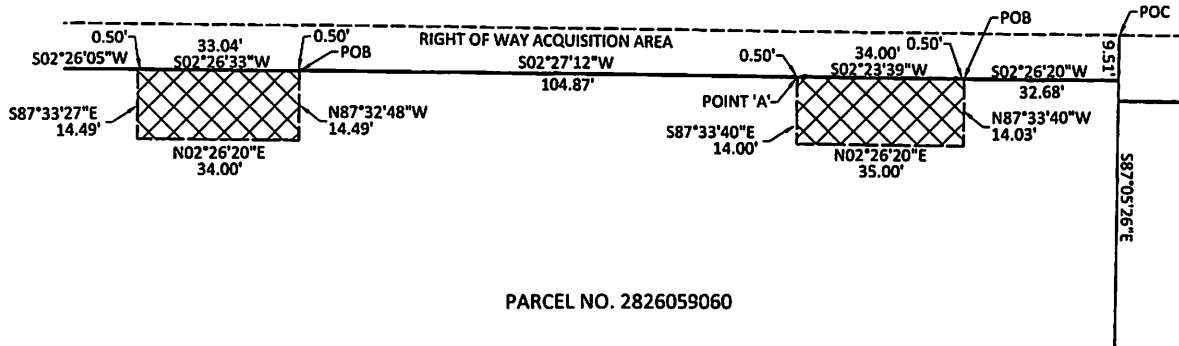 POC
POB
0.50'
33.04'
0.50'
POB
RIGHT OF WAY ACQUISITION AREA
34.00'
0.50'
0.50'
9.51'
S02°26'05"W
S02°26'33"W
S02°27'12"W
S02°23'39"W
S02°26'20"W
104.87'
32.68'
POINT 'A'
S87°33'27"E
14.49'
N87°32'48"W
14.49'
S87°33'40"E
14.00'
N87°33'40"W
14.03'
N02°26'20"E
34.00'
N02°26'20"E
35.00'
S87°05'26"E
PARCEL NO. 2826059060